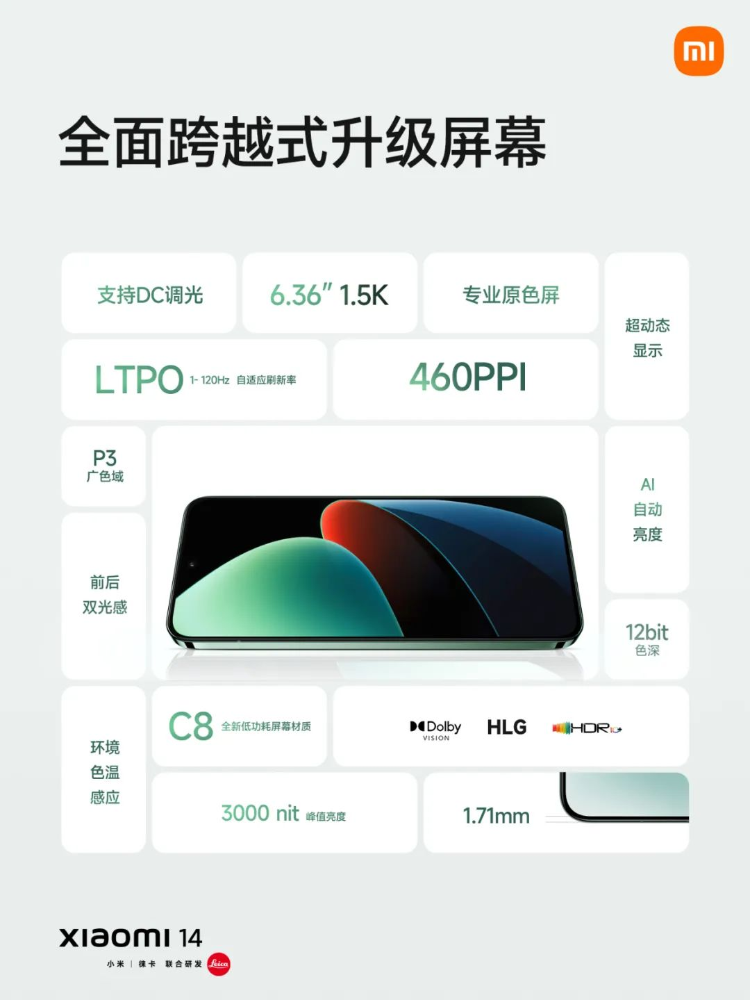 mi
全面跨越式升级屏幕
支持DC调光
6.36″ 1.5K
专业原色屏
超动态
显示
LTPO 1- 120Hz 自适应刷新率
460PPI
P3
广色域
AI
自动
亮度
前后
双光感
12bit
色深
环境
色温
感应
C8 全新低功耗屏幕材质
Dolby
VISION
HLG
HDR10+
3000 nit 峰值亮度
1.71mm
xiaomi 14
小米 | 徕卡 联合研发 Leica